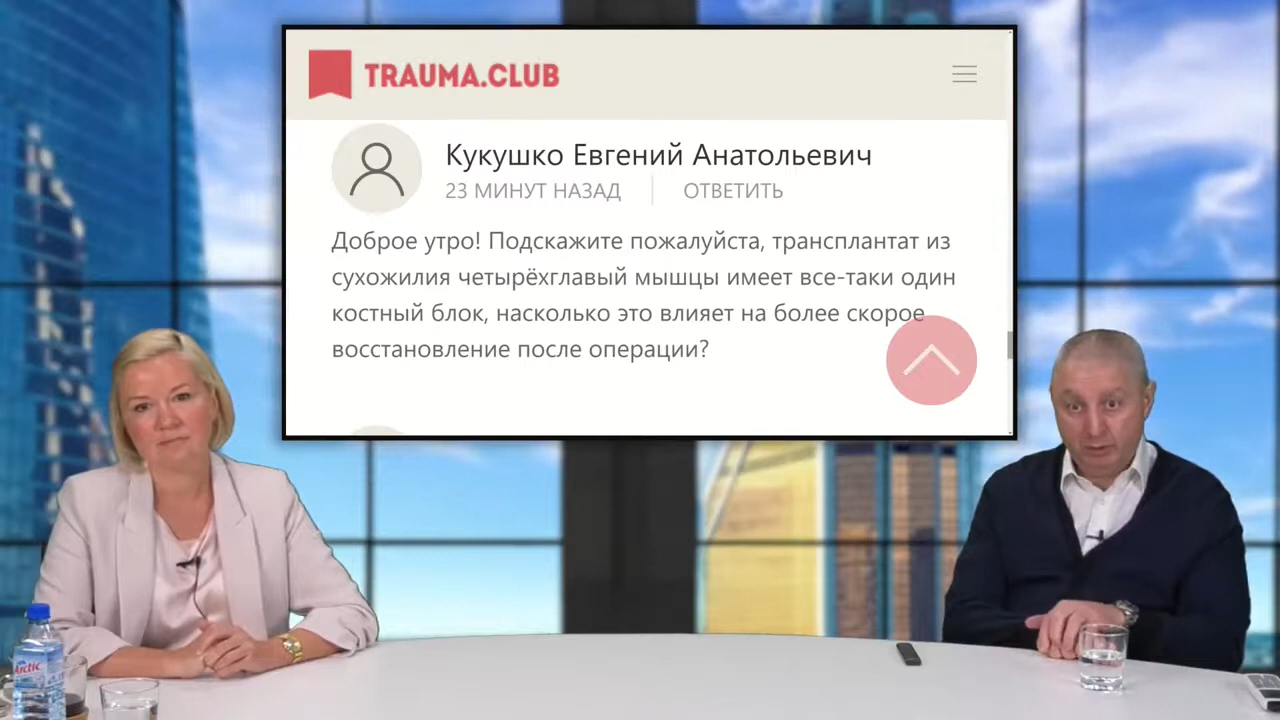 TRAUMA.CLUB
Кукушко Евгений Анатольевич
23 МИНУТ НАЗАД ОТВЕТИТЬ
Доброе утро! Подскажите пожалуйста, трансплантат из
сухожилия четырёхглавый мышцы имеет все-таки один
костный блок, насколько это влияет на более скорое
восстановление после операции?
Arctic